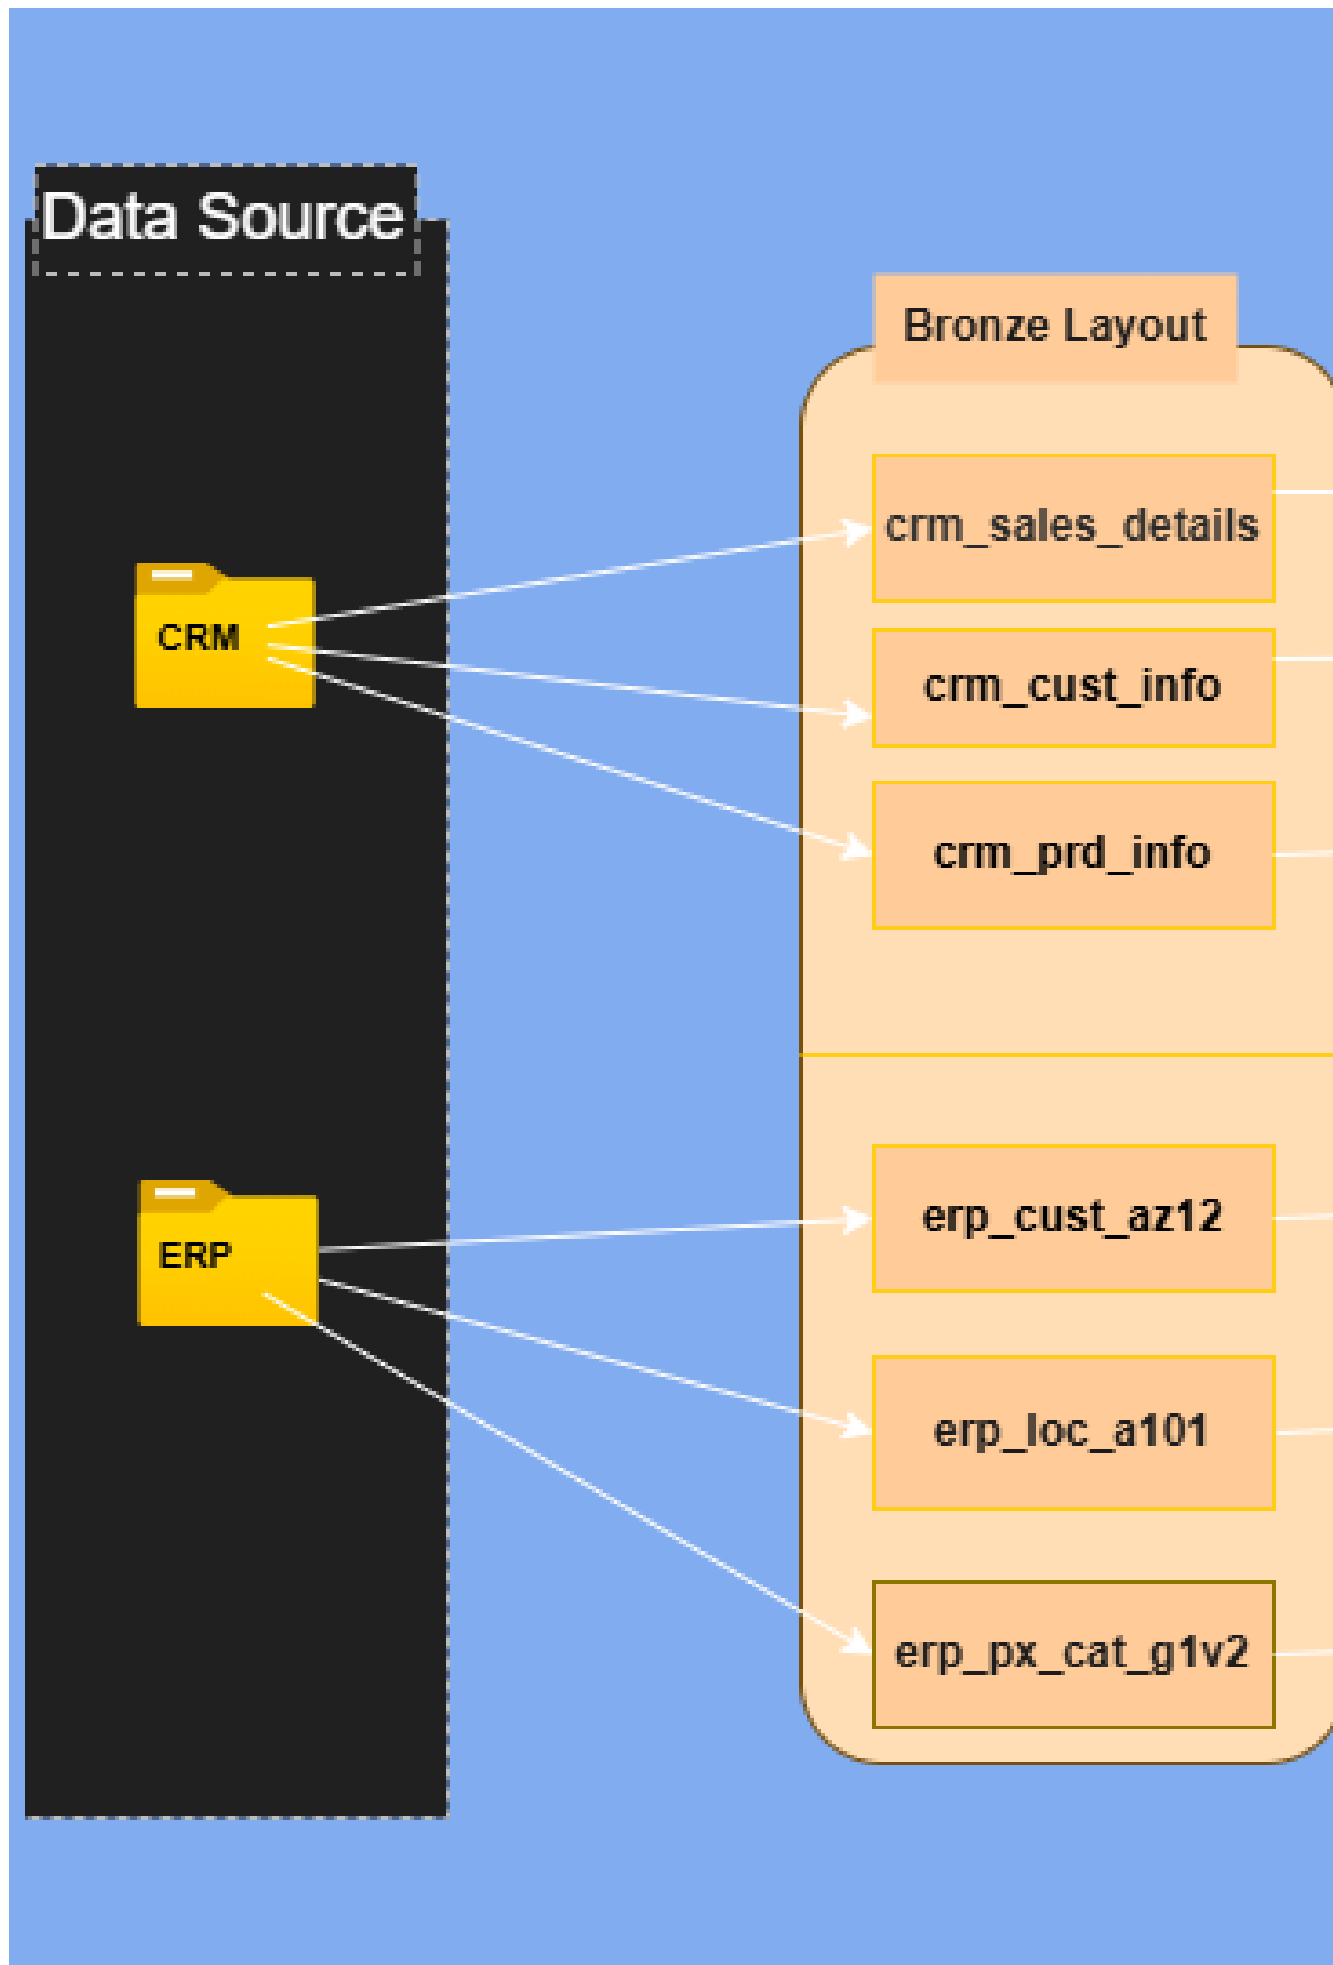 Data Source
Bronze Layout
crm_sales_details
CRM
crm_cust_info
crm_prd_info
erp_cust_az12
ERP
erp_loc_a101
erp_px_cat_g1v2